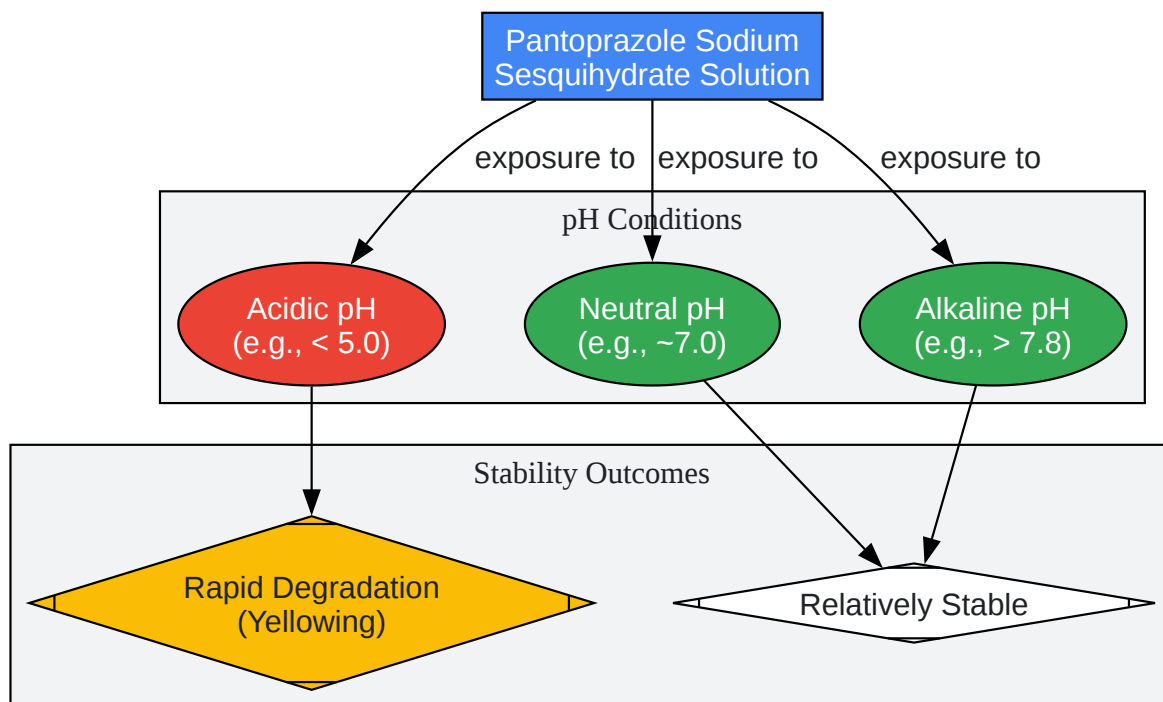 Pantoprazole Sodium
Sesquihydrate Solution
exposure to
exposure to
exposure to
pH Conditions
Acidic pH
(e.g., < 5.0)
Neutral pH
(e.g., ~7.0)
Alkaline pH
(e.g., > 7.8)
Stability Outcomes
Rapid Degradation
(Yellowing)
Relatively Stable